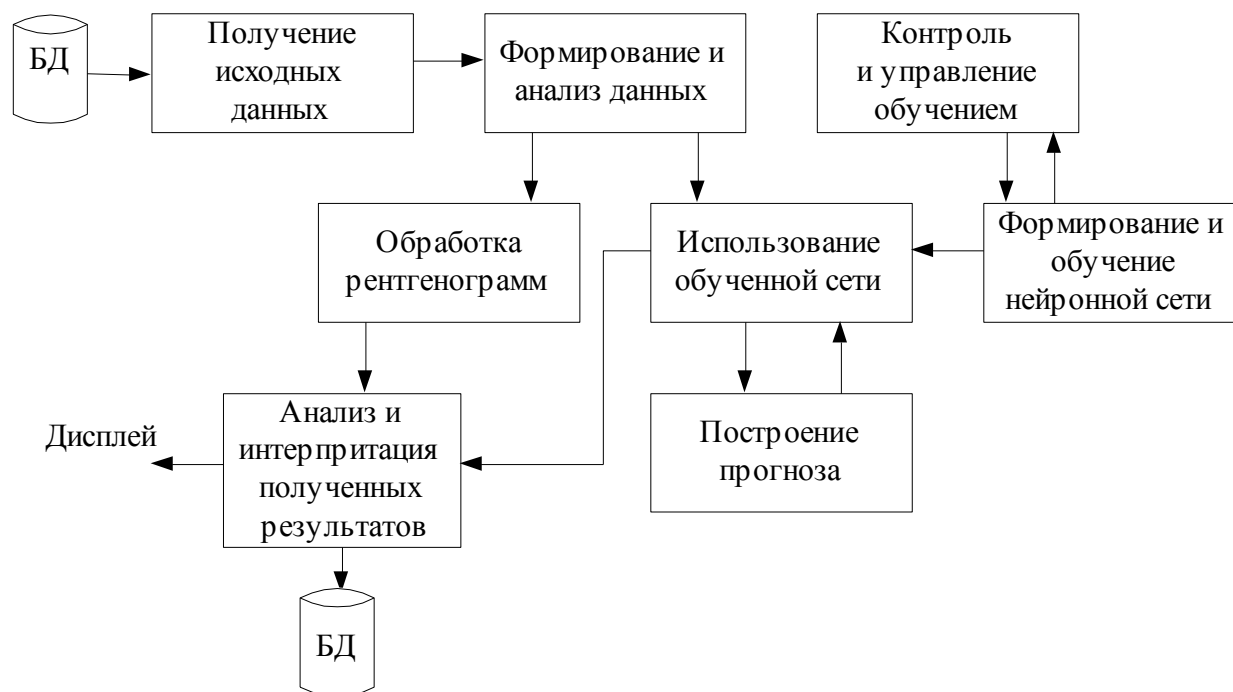 БД
Получение
исходных
данных
Формирование и
анализ данных
Контроль
и управление
обучением
Обработка
рентгенограмм
Использование
обученной сети
Формирование и
обучение
нейронной сети
Дисплей
Анализ и
интерпритация
полученных
результатов
Построение
прогноза
БД